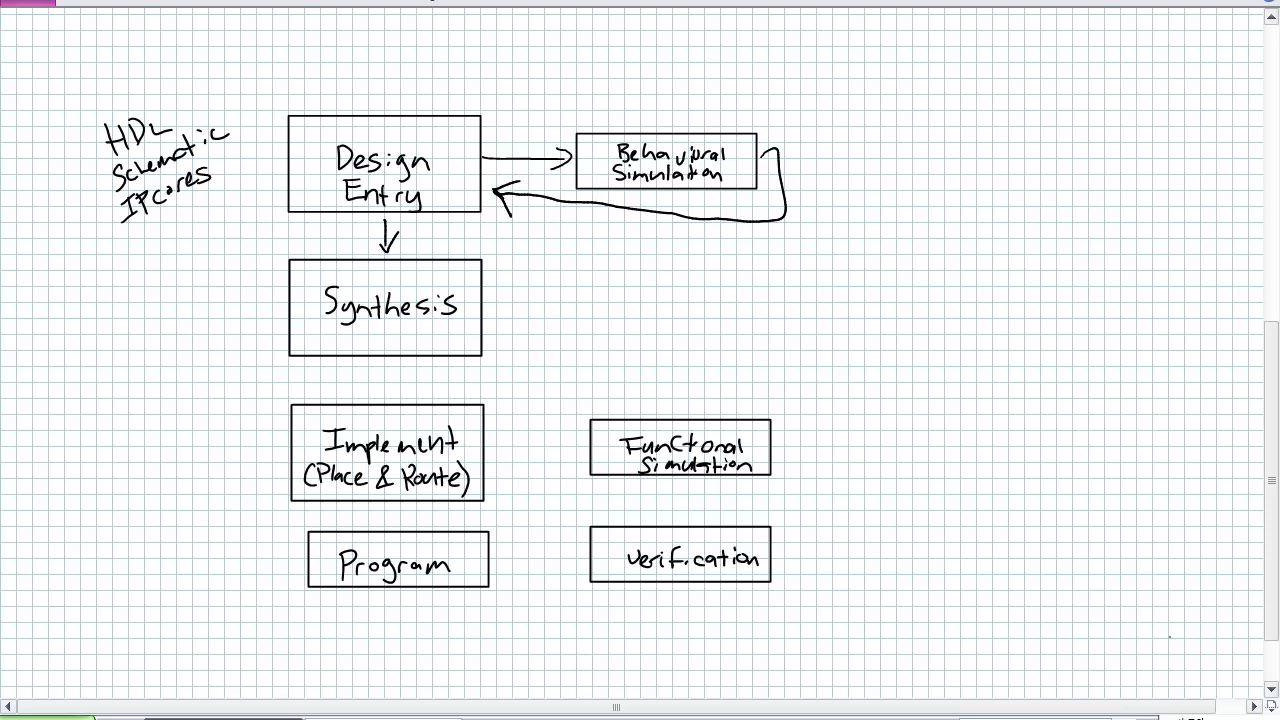 HDL
Schematic
IPCores
Design
Entry
Behavioral
Simulation
Synthesis
Implement
(Place & Route)
Functional
Simulation
Program
Verification